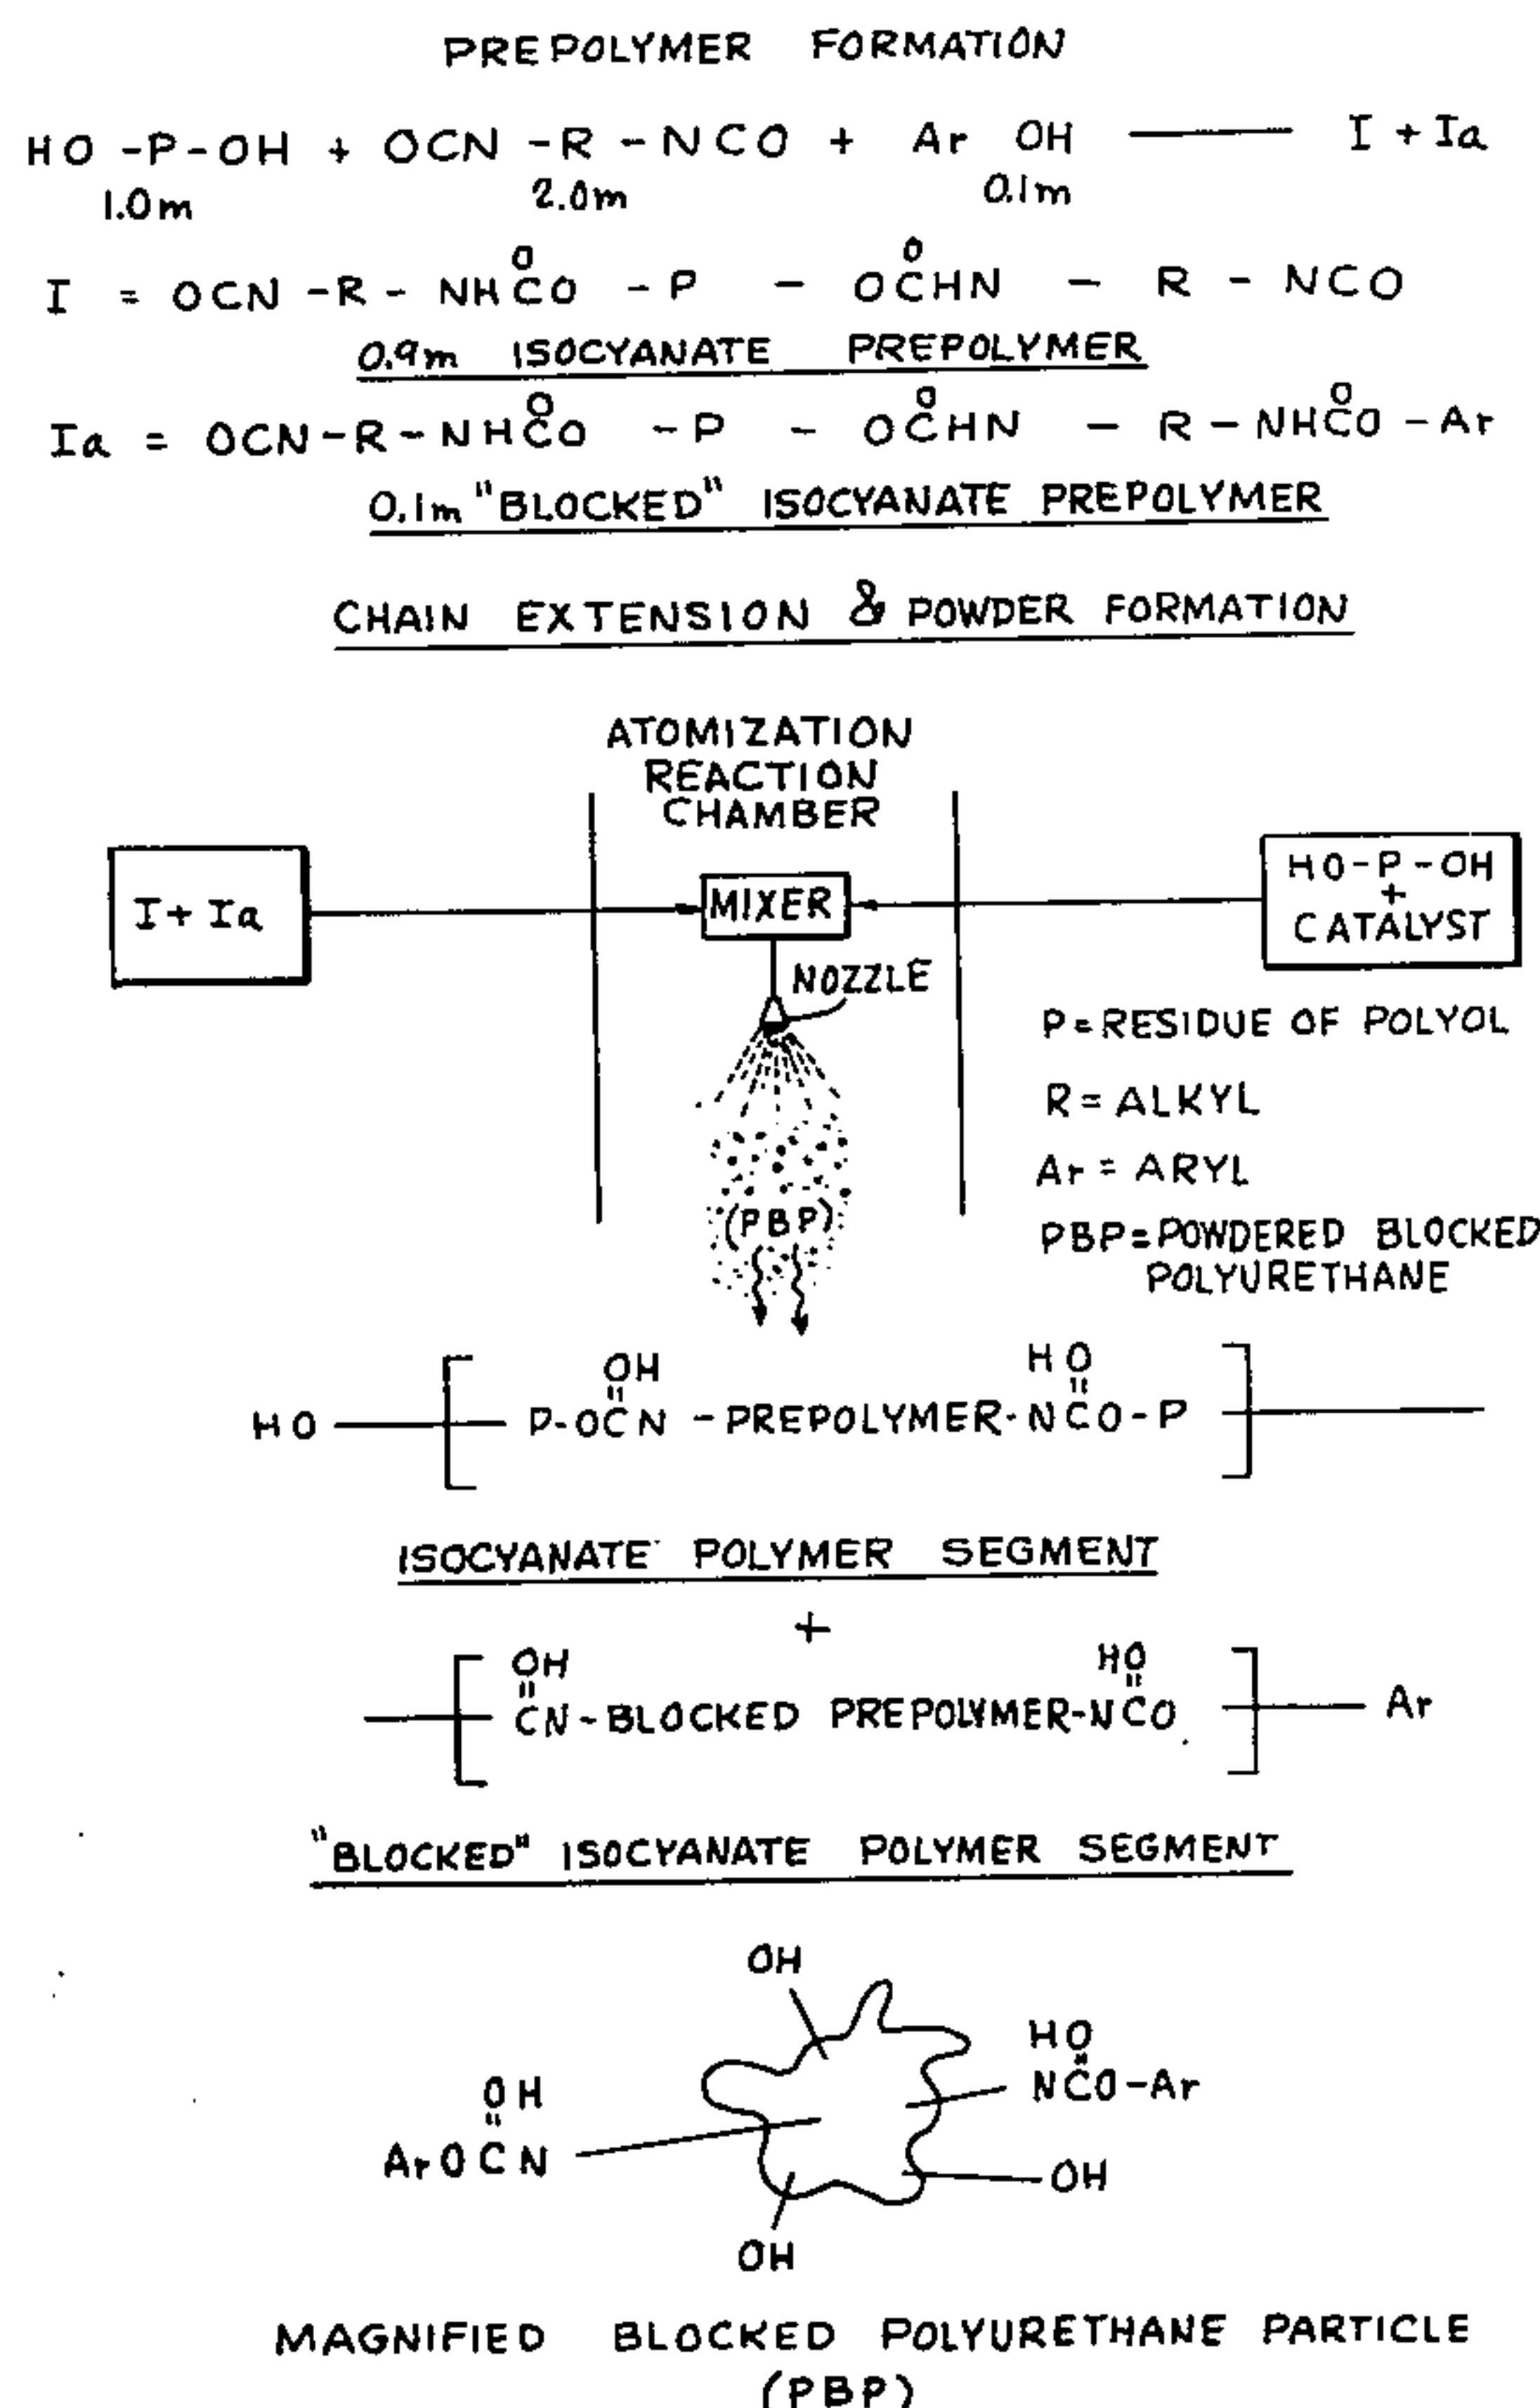 PREPOLYMER FORMATION
HO -P-OH + OCN -R -NCO + Ar OH —— I + Ia
1.0m 2.0m 0.1m
O O
I = OCN -R- NHCO -P - OCHN - R - NCO
0.9m ISOCYANATE PREPOLYMER
O O O
Ia = OCN-R-NHCO -P - OCHN - R-NHCO-Ar
0.1m "BLOCKED" ISOCYANATE PREPOLYMER
CHAIN EXTENSION & POWDER FORMATION
ATOMIZATION
REACTION
CHAMBER
I + Ia
MIXER
HO-P-OH
+
CATALYST
NOZZLE
P=RESIDUE OF POLYOL
R=ALKYL
Ar=ARYL
(PBP)
PBP=POWDERED BLOCKED
POLYURETHANE
OH HO
HO P-OCN -PREPOLYMER-NCO-P
ISOCYANATE POLYMER SEGMENT
+
OH HO
CN-BLOCKED PREPOLYMER-NCO Ar
"BLOCKED" ISOCYANATE POLYMER SEGMENT
OH
HO
NCO-Ar
OH
ArOCN
OH
OH
MAGNIFIED BLOCKED POLYURETHANE PARTICLE
(PBP)